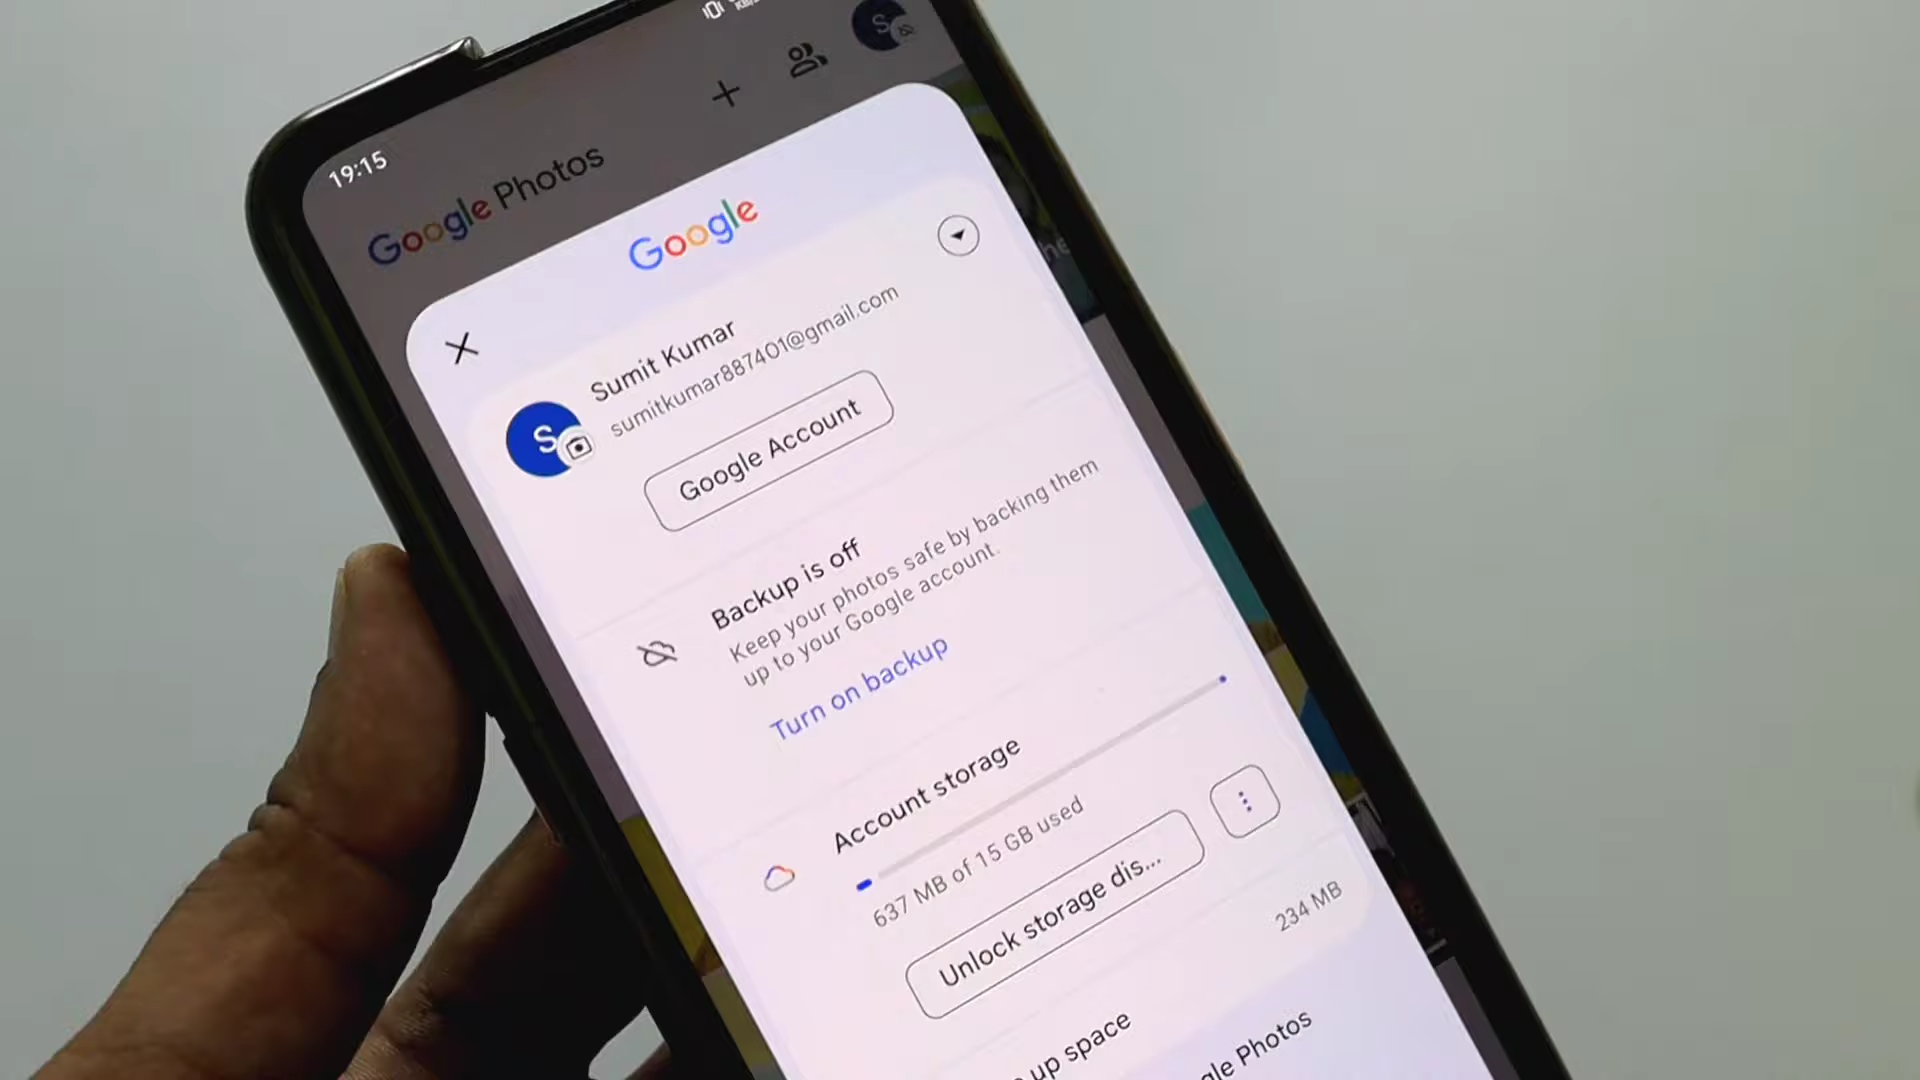 19:15
Google Photos
S
Google
Sumit Kumar
sumitkumar887401@gmail.com
S
Google Account
Backup is off
Keep your photos safe by backing them
up to your Google account.
Turn on backup
Account storage
637 MB of 15 GB used
Unlock storage dis...
up space
234 MB
gle Photos